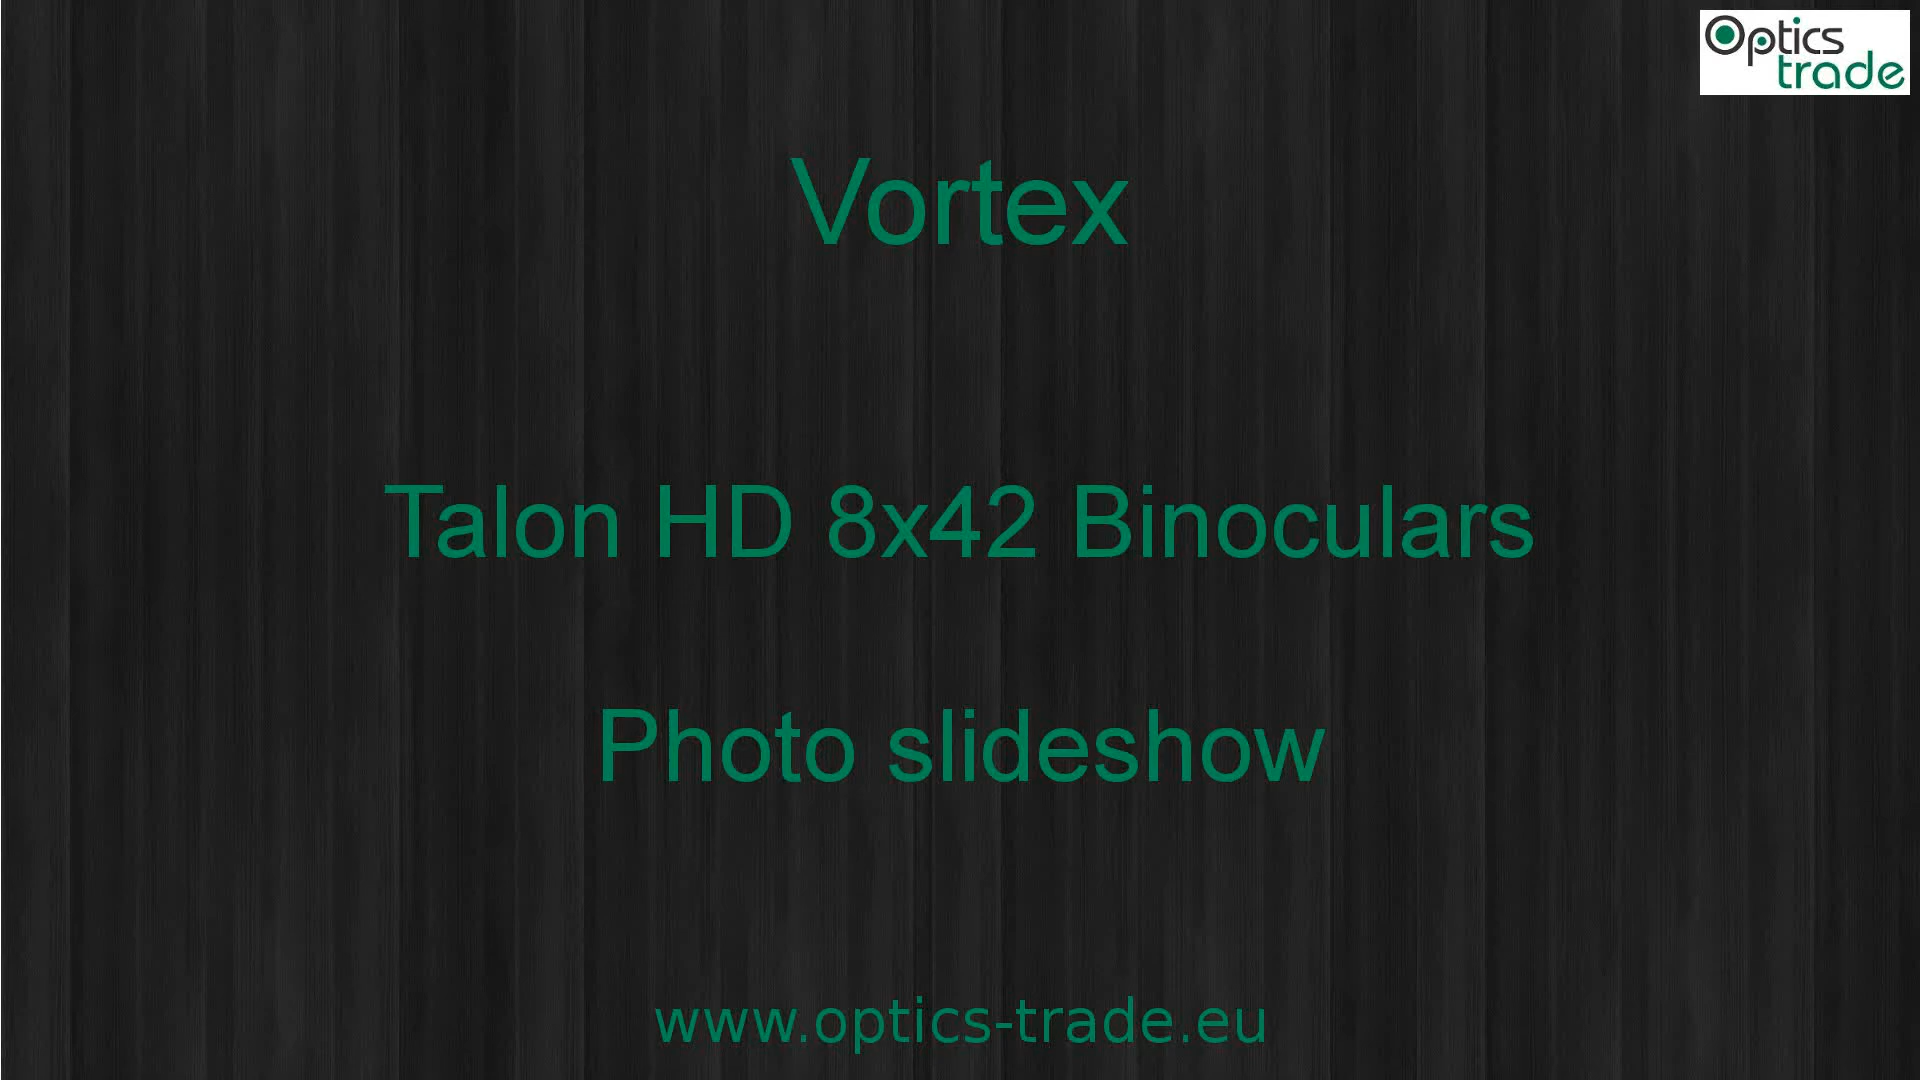 Optics
trade
Vortex
Talon HD 8x42 Binoculars
Photo slideshow
www.optics-trade.eu